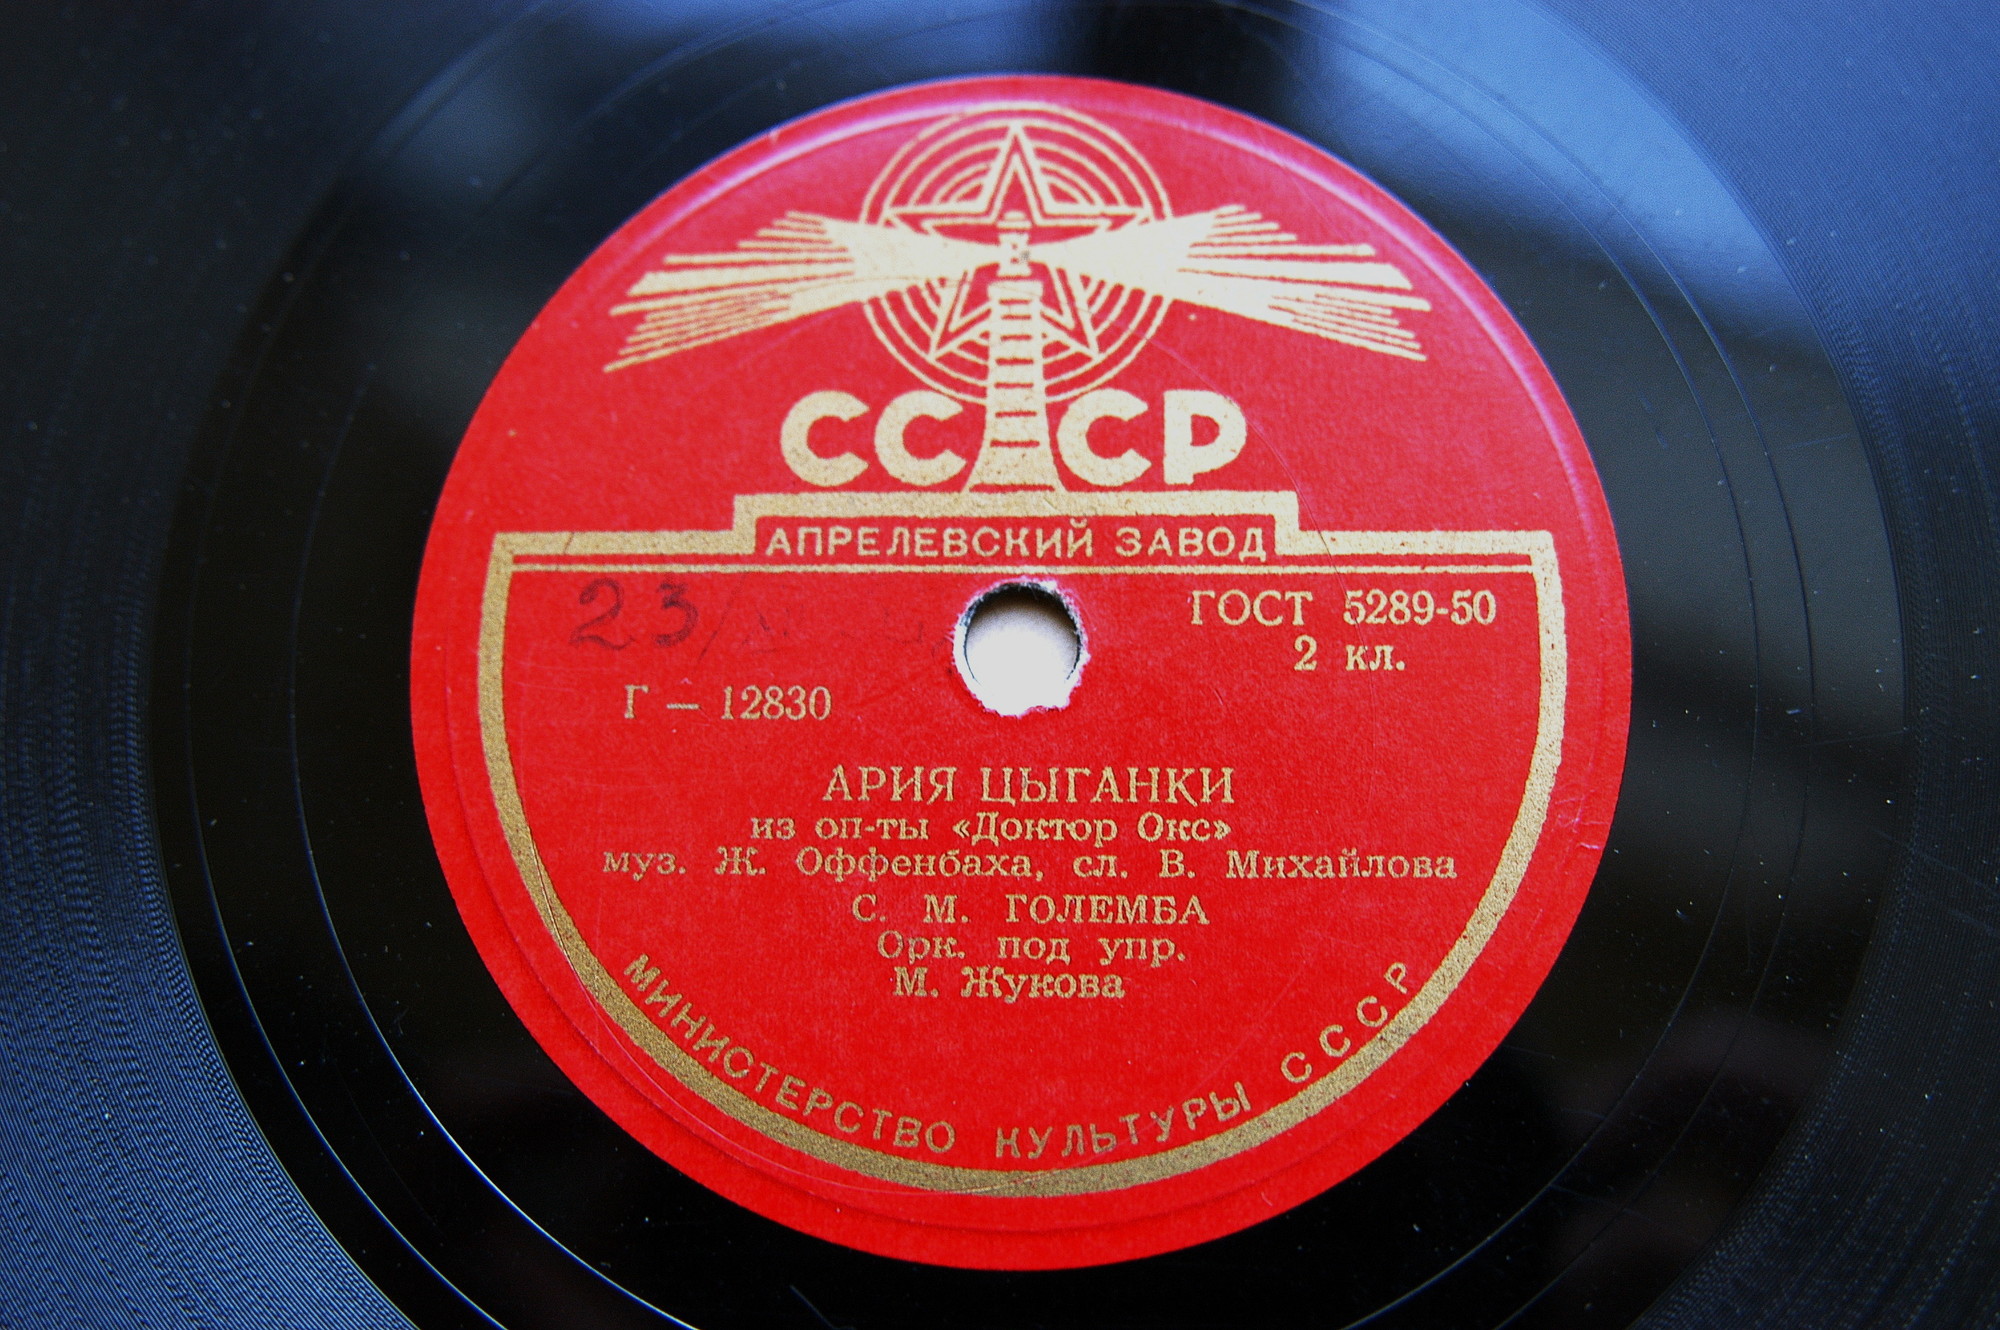 СССР
АПРЕЛЕВСКИЙ ЗАВОД
23/
ГОСТ 5289-50
2 кл.
Г – 12830
АРИЯ ЦЫГАНКИ
из оп-ты «Доктор Окс»
муз. Ж. Оффенбаха, сл. В. Михайлова
С. М. ГОЛЕМБА
Орк. под упр.
М. Жукова
МИНИСТЕРСТВО КУЛЬТУРЫ СССР